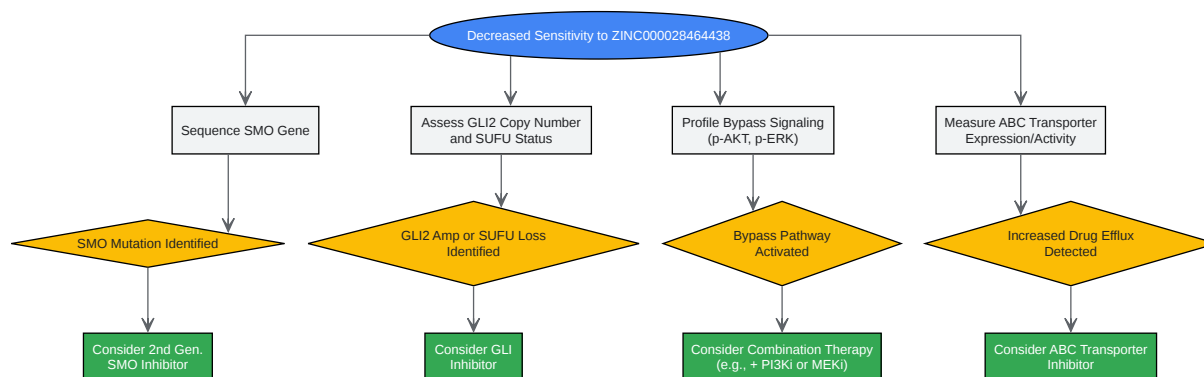 Decreased Sensitivity to ZINC000028464438
Sequence SMO Gene
Assess GLI2 Copy Number
and SUFU Status
Profile Bypass Signaling
(p-AKT, p-ERK)
Measure ABC Transporter
Expression/Activity
SMO Mutation Identified
GLI2 Amp or SUFU Loss
Identified
Bypass Pathway
Activated
Increased Drug Efflux
Detected
Consider 2nd Gen.
SMO Inhibitor
Consider GLI
Inhibitor
Consider Combination Therapy
(e.g., + PI3Ki or MEKi)
Consider ABC Transporter
Inhibitor